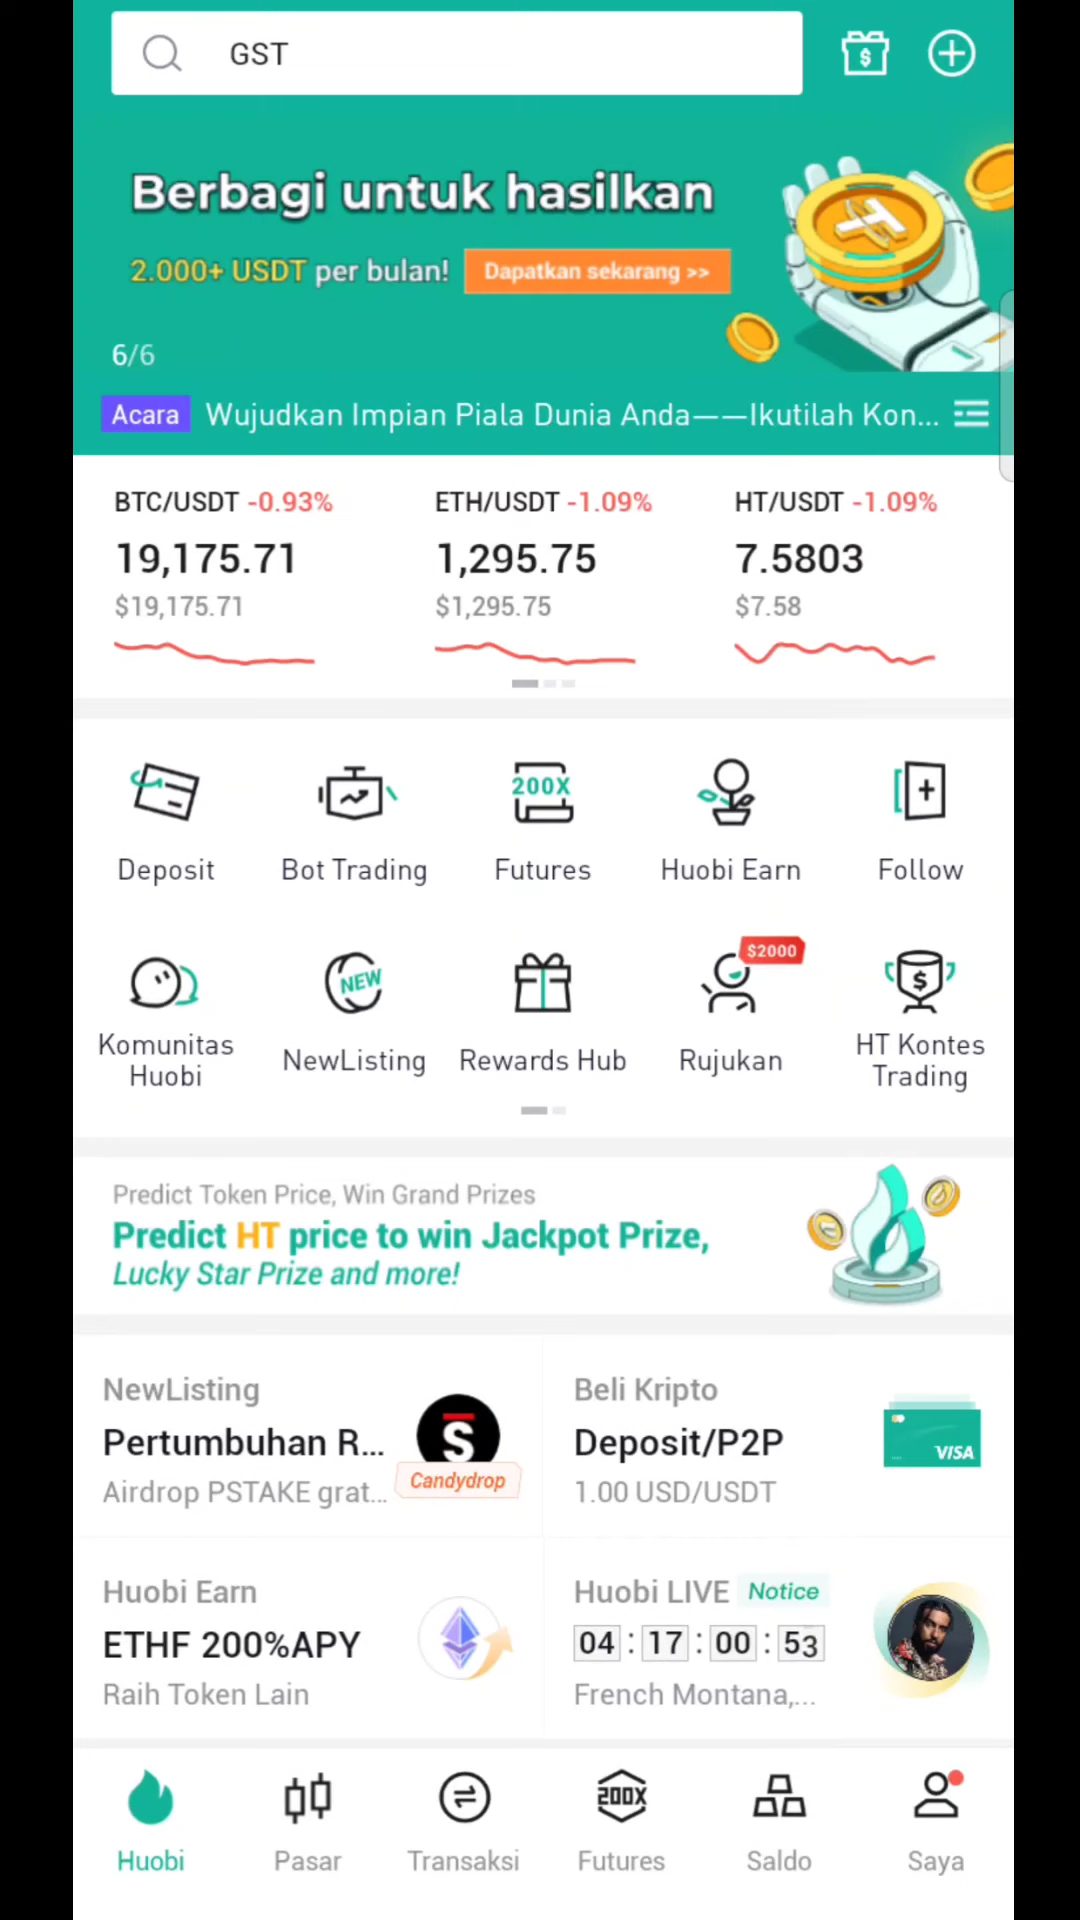 GST
Berbagi untuk hasilkan
2.000+ USDT per bulan! Dapatkan sekarang >>
6/6
Acara Wujudkan Impian Piala Dunia Anda——Ikutilah Kon...
BTC/USDT -0.93% ETH/USDT -1.09% HT/USDT -1.09%
19,175.71 1,295.75 7.5803
$19,175.71 $1,295.75 $7.58
200X
Deposit Bot Trading Futures Huobi Earn Follow
$2000
NEW
Komunitas Huobi NewListing Rewards Hub Rujukan HT Kontes Trading
Predict Token Price, Win Grand Prizes
Predict HT price to win Jackpot Prize,
Lucky Star Prize and more!
NewListing
Pertumbuhan R...
Airdrop PSTAKE grat...
Candydrop
Beli Kripto
Deposit/P2P
1.00 USD/USDT
VISA
Huobi Earn
ETHF 200%APY
Raih Token Lain
Huobi LIVE Notice
04 : 17 : 00 : 53
French Montana,...
200X
Huobi Pasar Transaksi Futures Saldo Saya